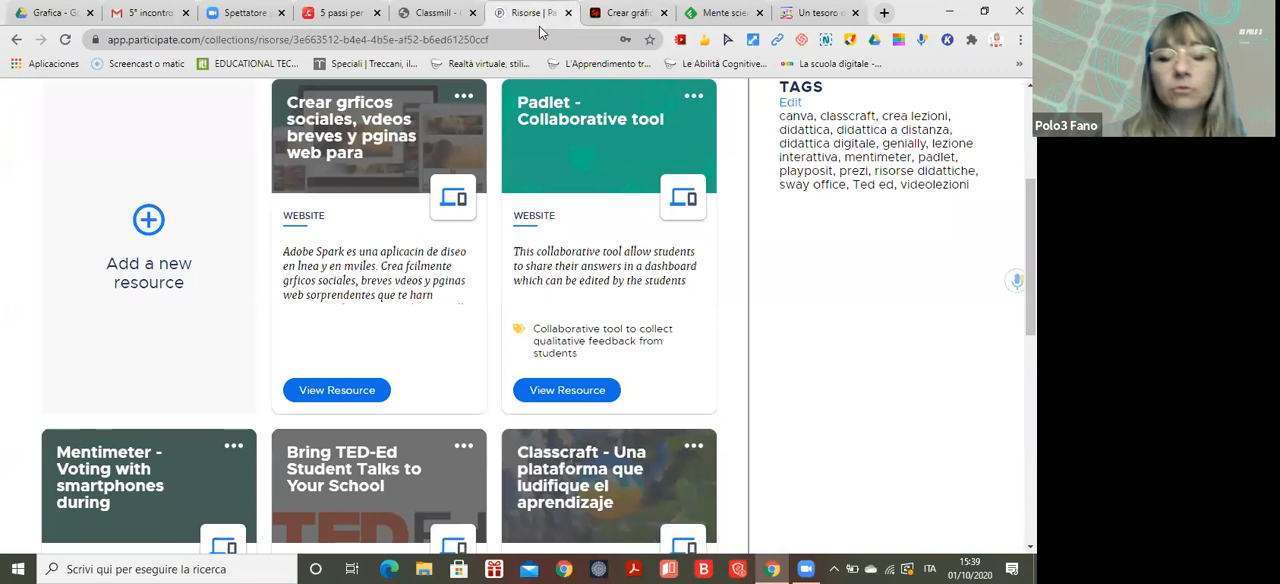 Grafica - G
5° incontro
Spettatore
5 passi per
Classmill - 
Risorse | Pa
Crear gráfic
Mente scien
Un tesoro
app.participate.com/collections/risorse/3e663512-b4e4-4b5e-af52-b6ed61250ccf
Applicazioni
Screencast o matic
EDUCATIONAL TEC...
Speciali | Treccani, il...
Realtà virtuale, stili...
L'Apprendimento tr...
Le Abilità Cognitive...
La scuola digitale -...
»
Crear grficos
sociales, vdeos
breves y pginas
web para
WEBSITE
Adobe Spark es una aplicacin de diseo
en lnea y en mviles. Crea fcilmente
grficos sociales, breves vdeos y pginas
web sorprendentes que te harn
View Resource
Padlet -
Collaborative tool
WEBSITE
This collaborative tool allow students
to share their answers in a dashboard
which can be edited by the students
Collaborative tool to collect
qualitative feedback from
students
View Resource
Add a new
resource
Mentimeter -
Voting with
smartphones
during
Bring TED-Ed
Student Talks to
Your School
TED-E
Classcraft - Una
plataforma que
ludifique el
aprendizaje
TAGS
Edit
canva, classcraft, crea lezioni,
didattica, didattica a distanza,
didattica digitale, genially, lezione
interattiva, mentimeter, padlet,
playposit, prezi, risorse didattiche,
sway office, Ted ed, videolezioni
Polo3 Fano
IIS POLO 3
Scrivi qui per eseguire la ricerca
ITA
15:39
01/10/2020